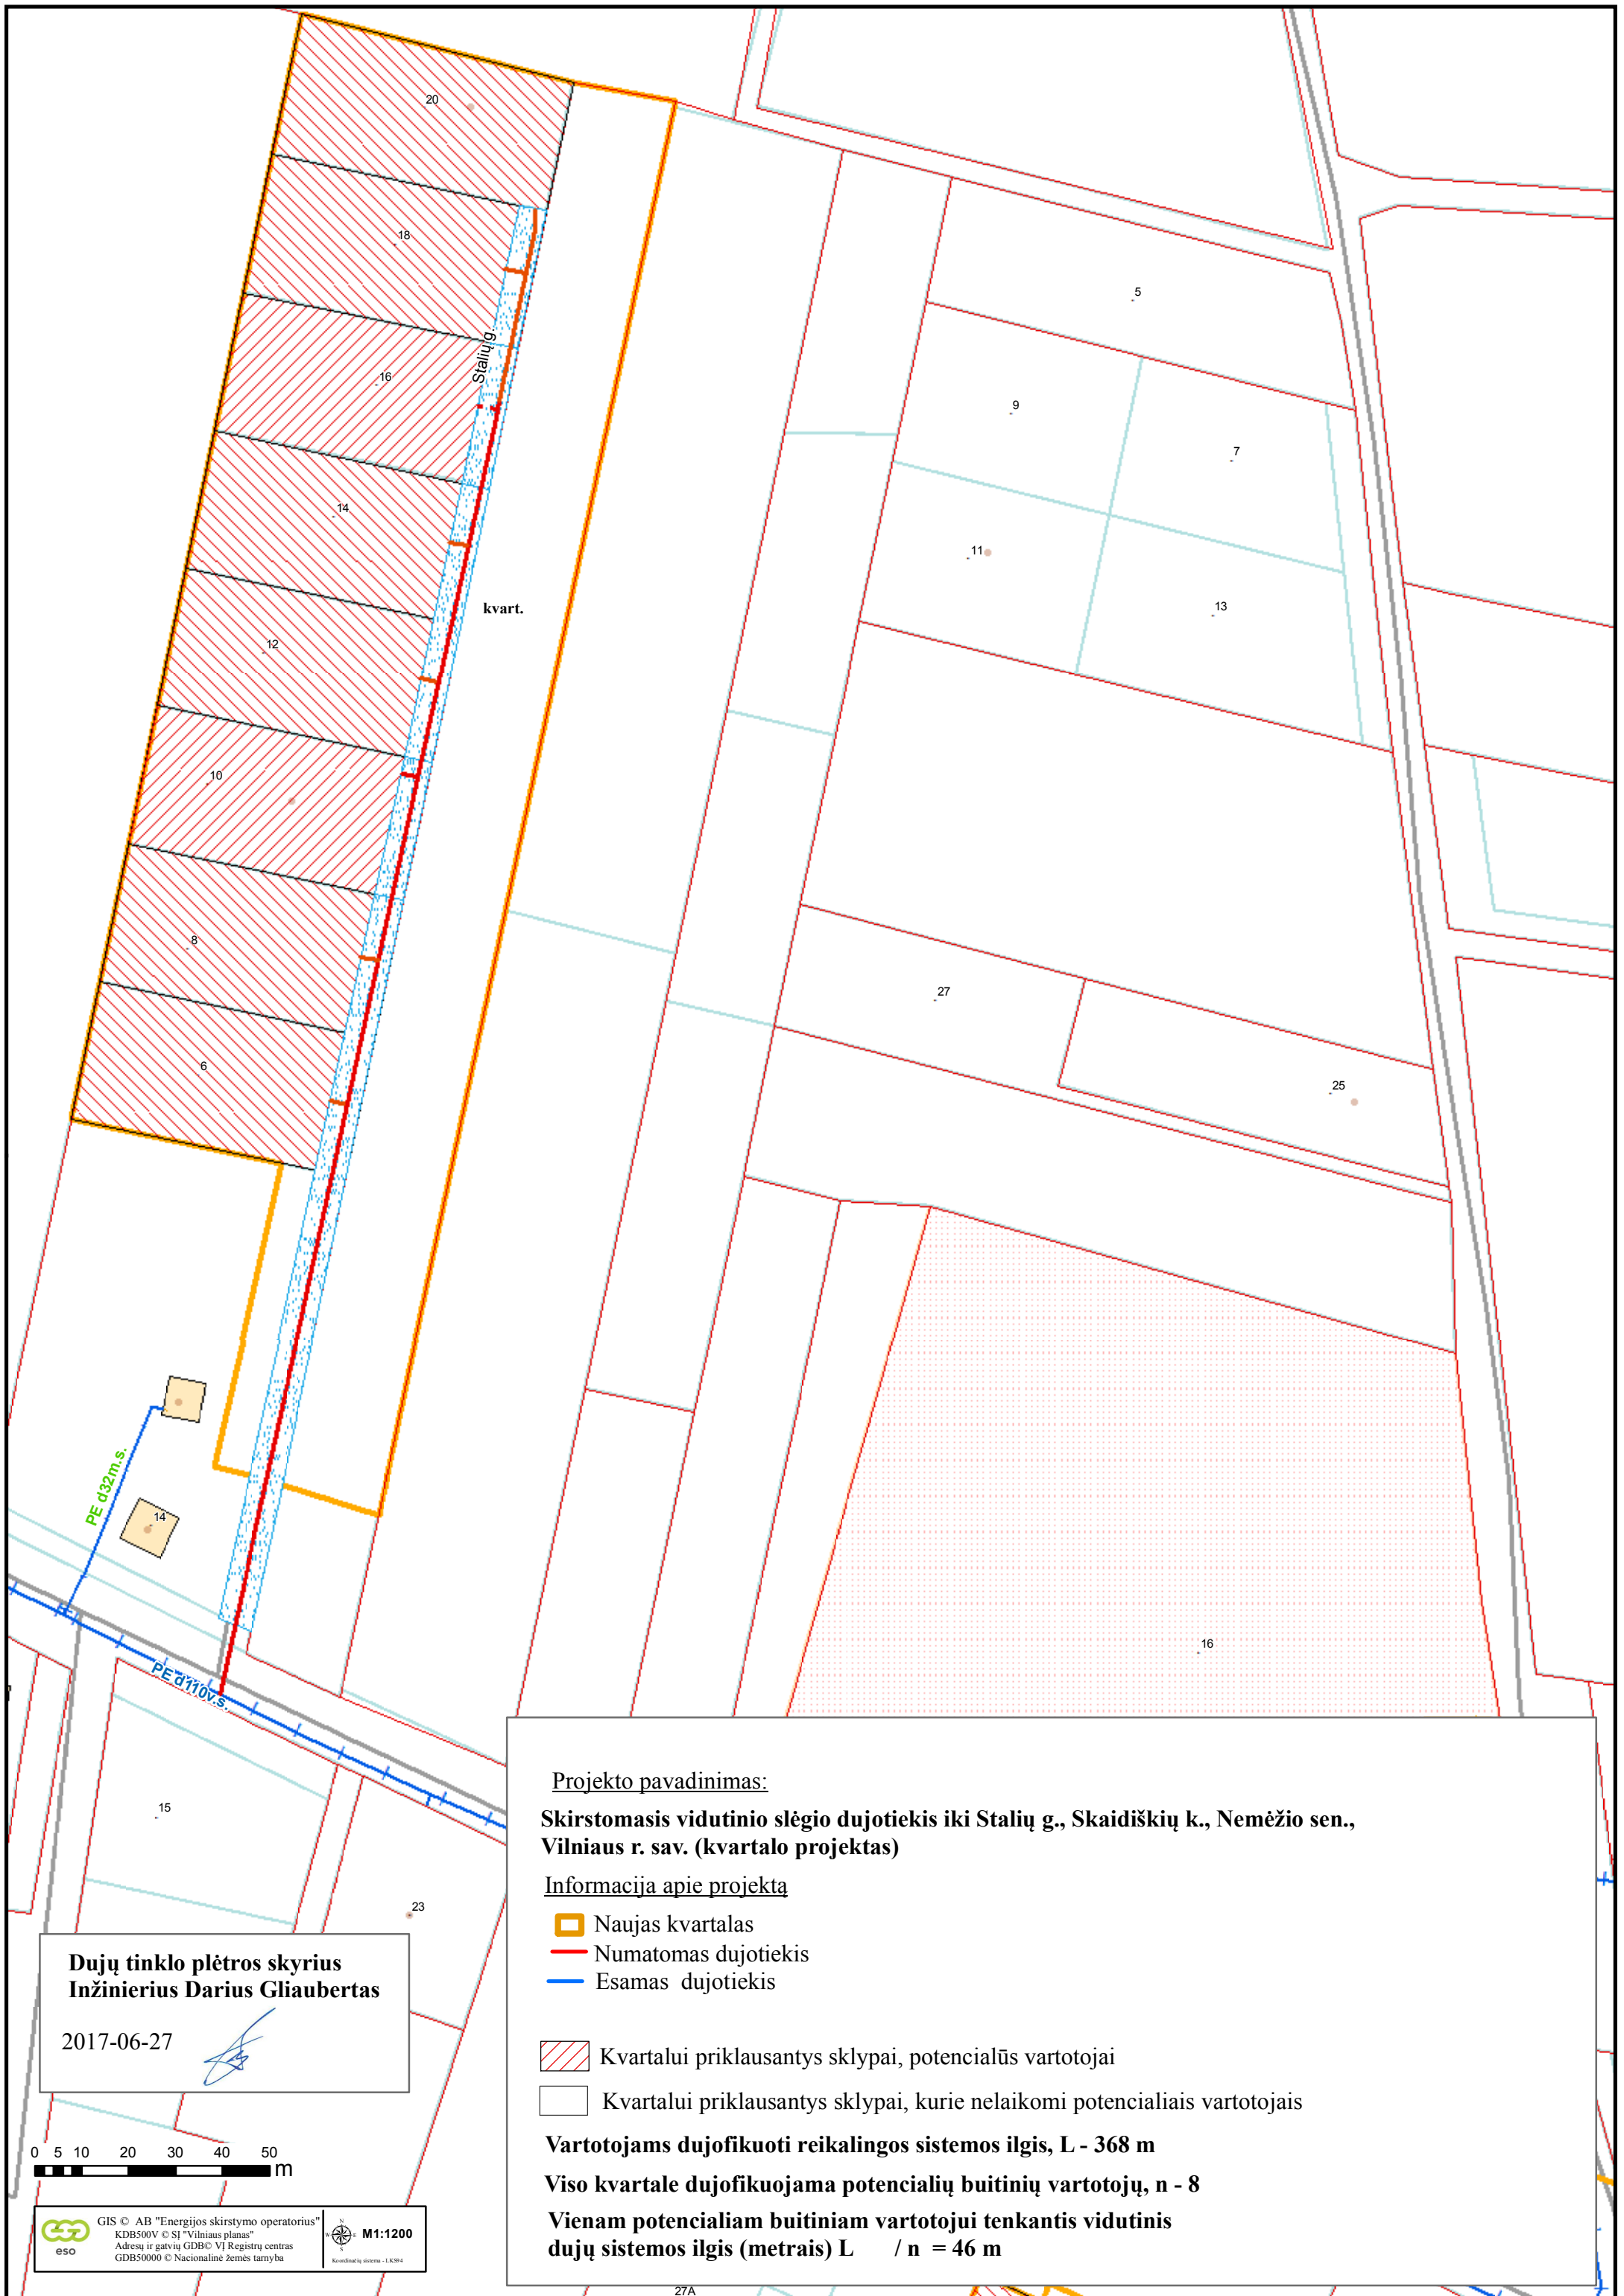 20
18
16
Stalių g.
14
12
kvart.
10
8
6
5
9
7
11
13
27
25
16
PE d32m.s.
14
PE d110v.s.
15
23
Projekto pavadinimas:
Skirstomasis vidutinio slėgio dujotiekis iki Stalių g., Skaidiškių k., Nemėžio sen.,
Vilniaus r. sav. (kvartalo projektas)
Informacija apie projektą
Naujas kvartalas
Numatomas dujotiekis
Esamas dujotiekis
Kvartalui priklausantys sklypai, potencialūs vartotojai
Kvartalui priklausantys sklypai, kurie nelaikomi potencialiais vartotojais
Vartotojams dujofikuoti reikalingos sistemos ilgis, L - 368 m
Viso kvartale dujofikuojama potencialių buitinių vartotojų, n - 8
Vienam potencialiam buitiniam vartotojui tenkantis vidutinis
dujų sistemos ilgis (metrais) L / n = 46 m
Dujų tinklo plėtros skyrius
Inžinierius Darius Gliaubertas
2017-06-27
0 5 10 20 30 40 50
m
eso
GIS © AB "Energijos skirstymo operatorius"
KDB500V © SĮ "Vilniaus planas"
Adresų ir gatvių GDB© VĮ Registrų centras
GDB50000 © Nacionalinė žemės tarnyba
N
W E
S
M1:1200
Koordinačių sistema - LKS94
27A